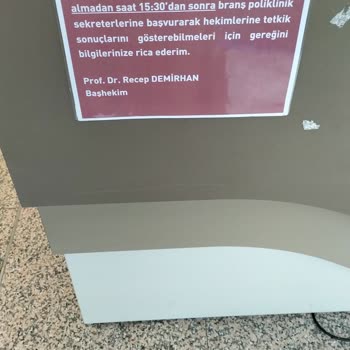 almadan saat 15:30'dan sonra branş poliklinik
sekreterlerine başvurarak hekimlerine tetkik
sonuçlarını gösterebilmeleri için gereğini
bilgilerinize rica ederim.
Prof. Dr. Recep DEMİRHAN
Başhekim